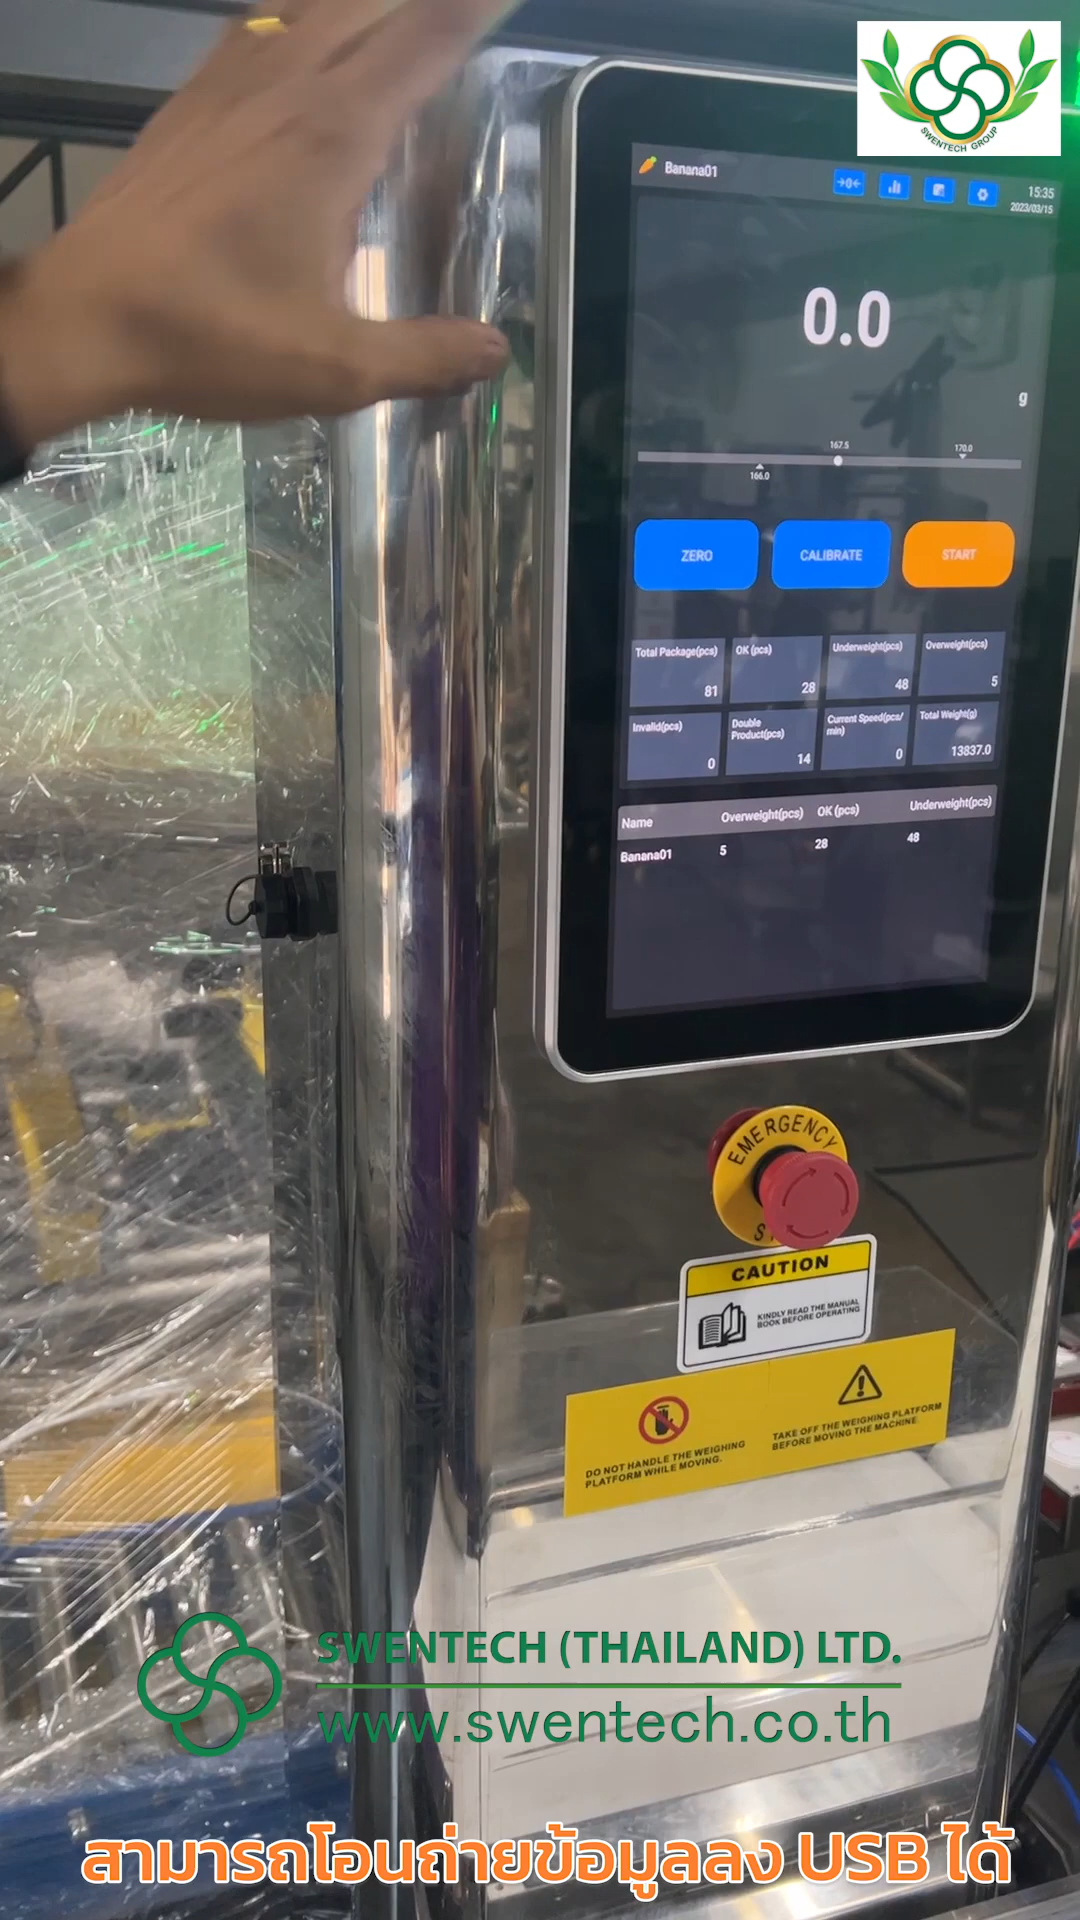 SWENTECH GROUP
Banana01
→0←
15:35
2023/03/15
0.0
g
167.5
170.0
166.0
ZERO
CALIBRATE
START
Total Package(pcs)
81
OK (pcs)
28
Underweight(pcs)
48
Overweight(pcs)
5
Invalid(pcs)
0
Double
Product(pcs)
14
Current Speed(pcs/
min)
0
Total Weight(g)
13837.0
Name Overweight(pcs) OK (pcs) Underweight(pcs)
Banana01 5 28 48
EMERGENCY
CAUTION
KINDLY READ THE MANUAL
BOOK BEFORE OPERATING
DO NOT HANDLE THE WEIGHING
PLATFORM WHILE MOVING.
TAKE OFF THE WEIGHING PLATFORM
BEFORE MOVING THE MACHINE.
SWENTECH (THAILAND) LTD.
www.swentech.co.th
สามารถโอนถ่ายข้อมูลลง USB ได้